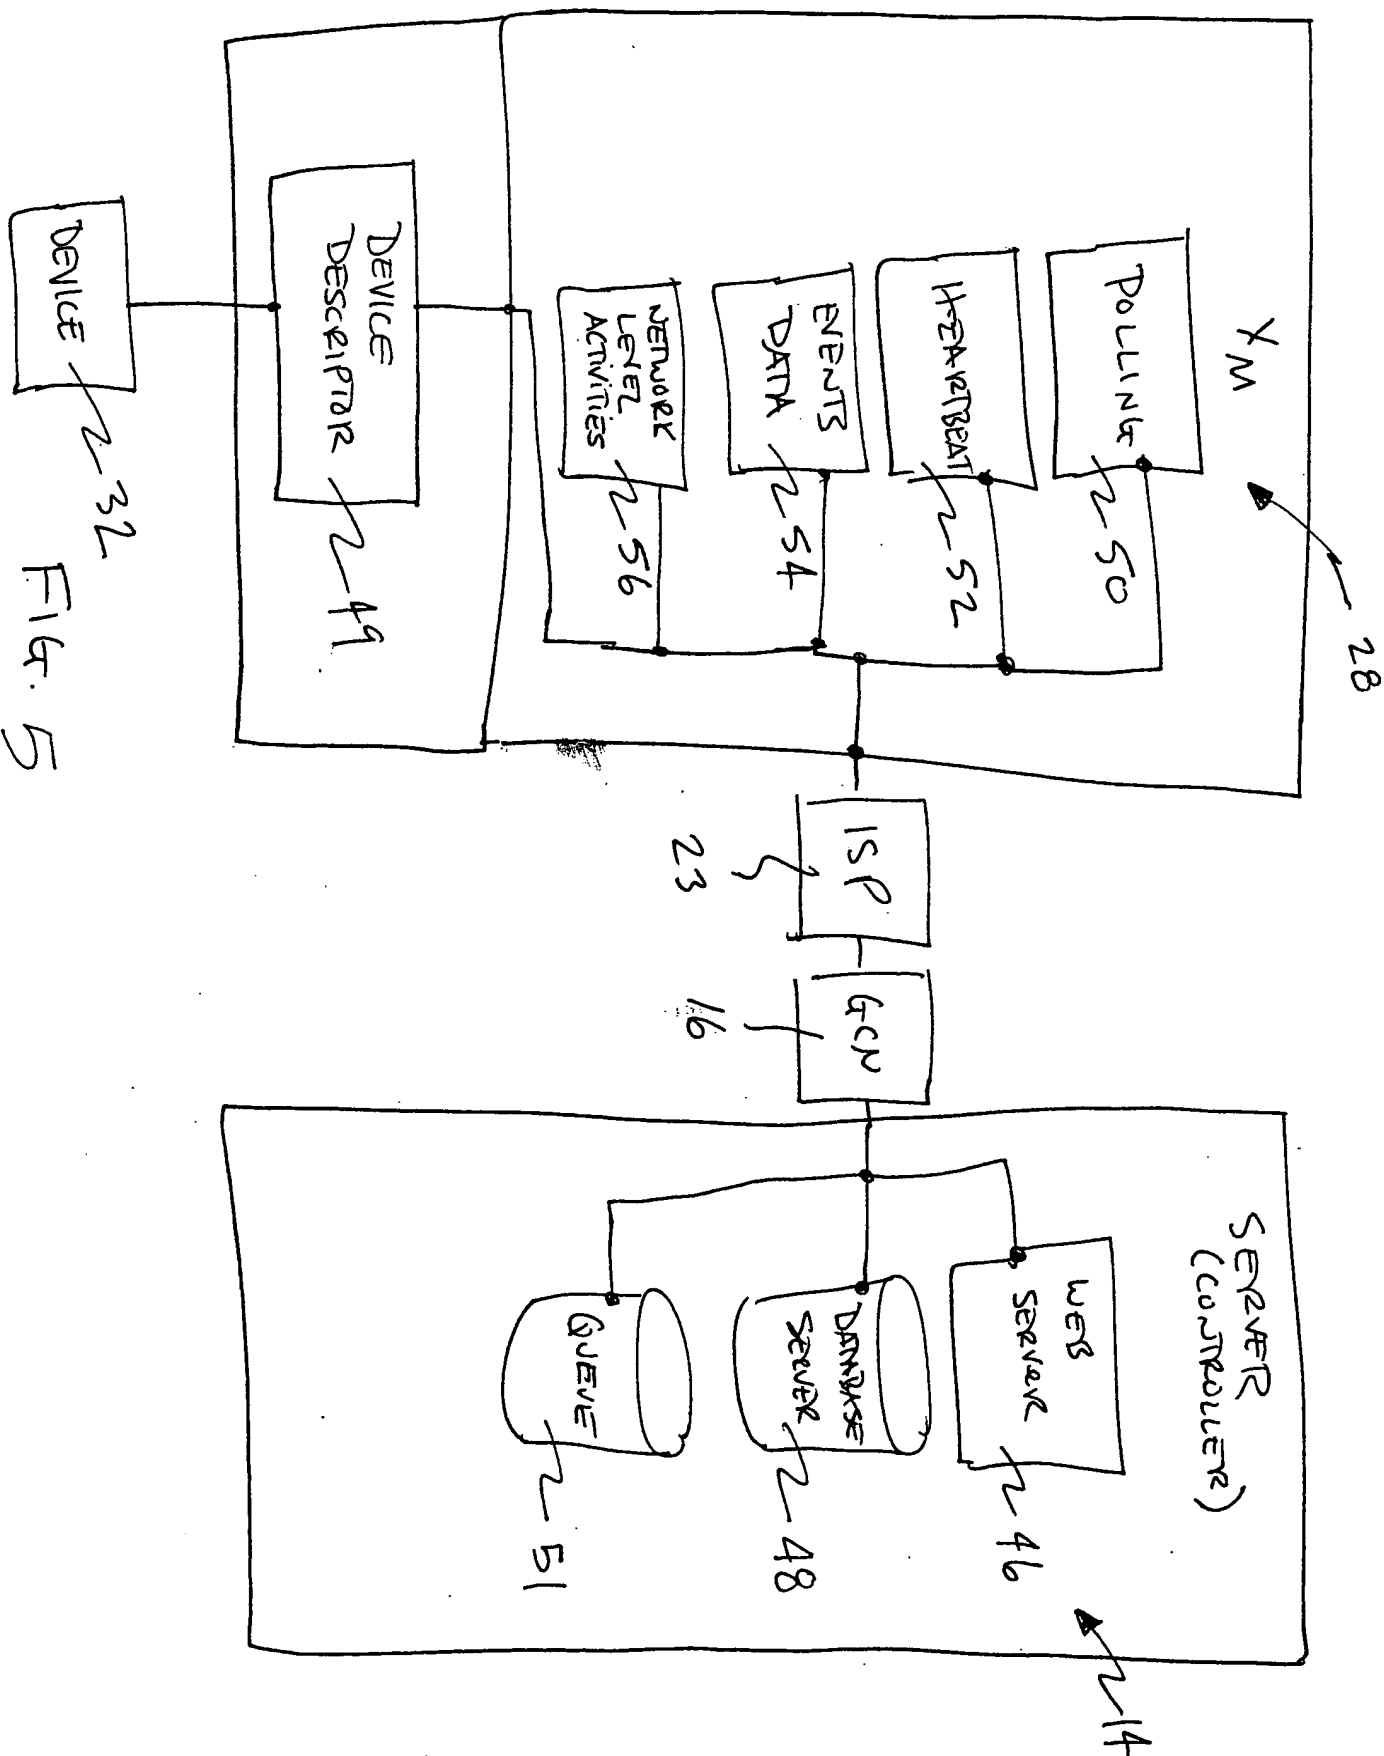 XM
28
POLLING
50
HEARTBEAT
52
EVENTS
DATA
54
NETWORK
LEVEL
ACTIVITIES
56
DEVICE
DESCRIPTOR
49
DEVICE
32
ISP
23
GCN
16
SERVER
(CONTROLLER)
WEB
SERVER
46
DATABASE
SERVER
48
QUEUE
51
14
FIG. 5